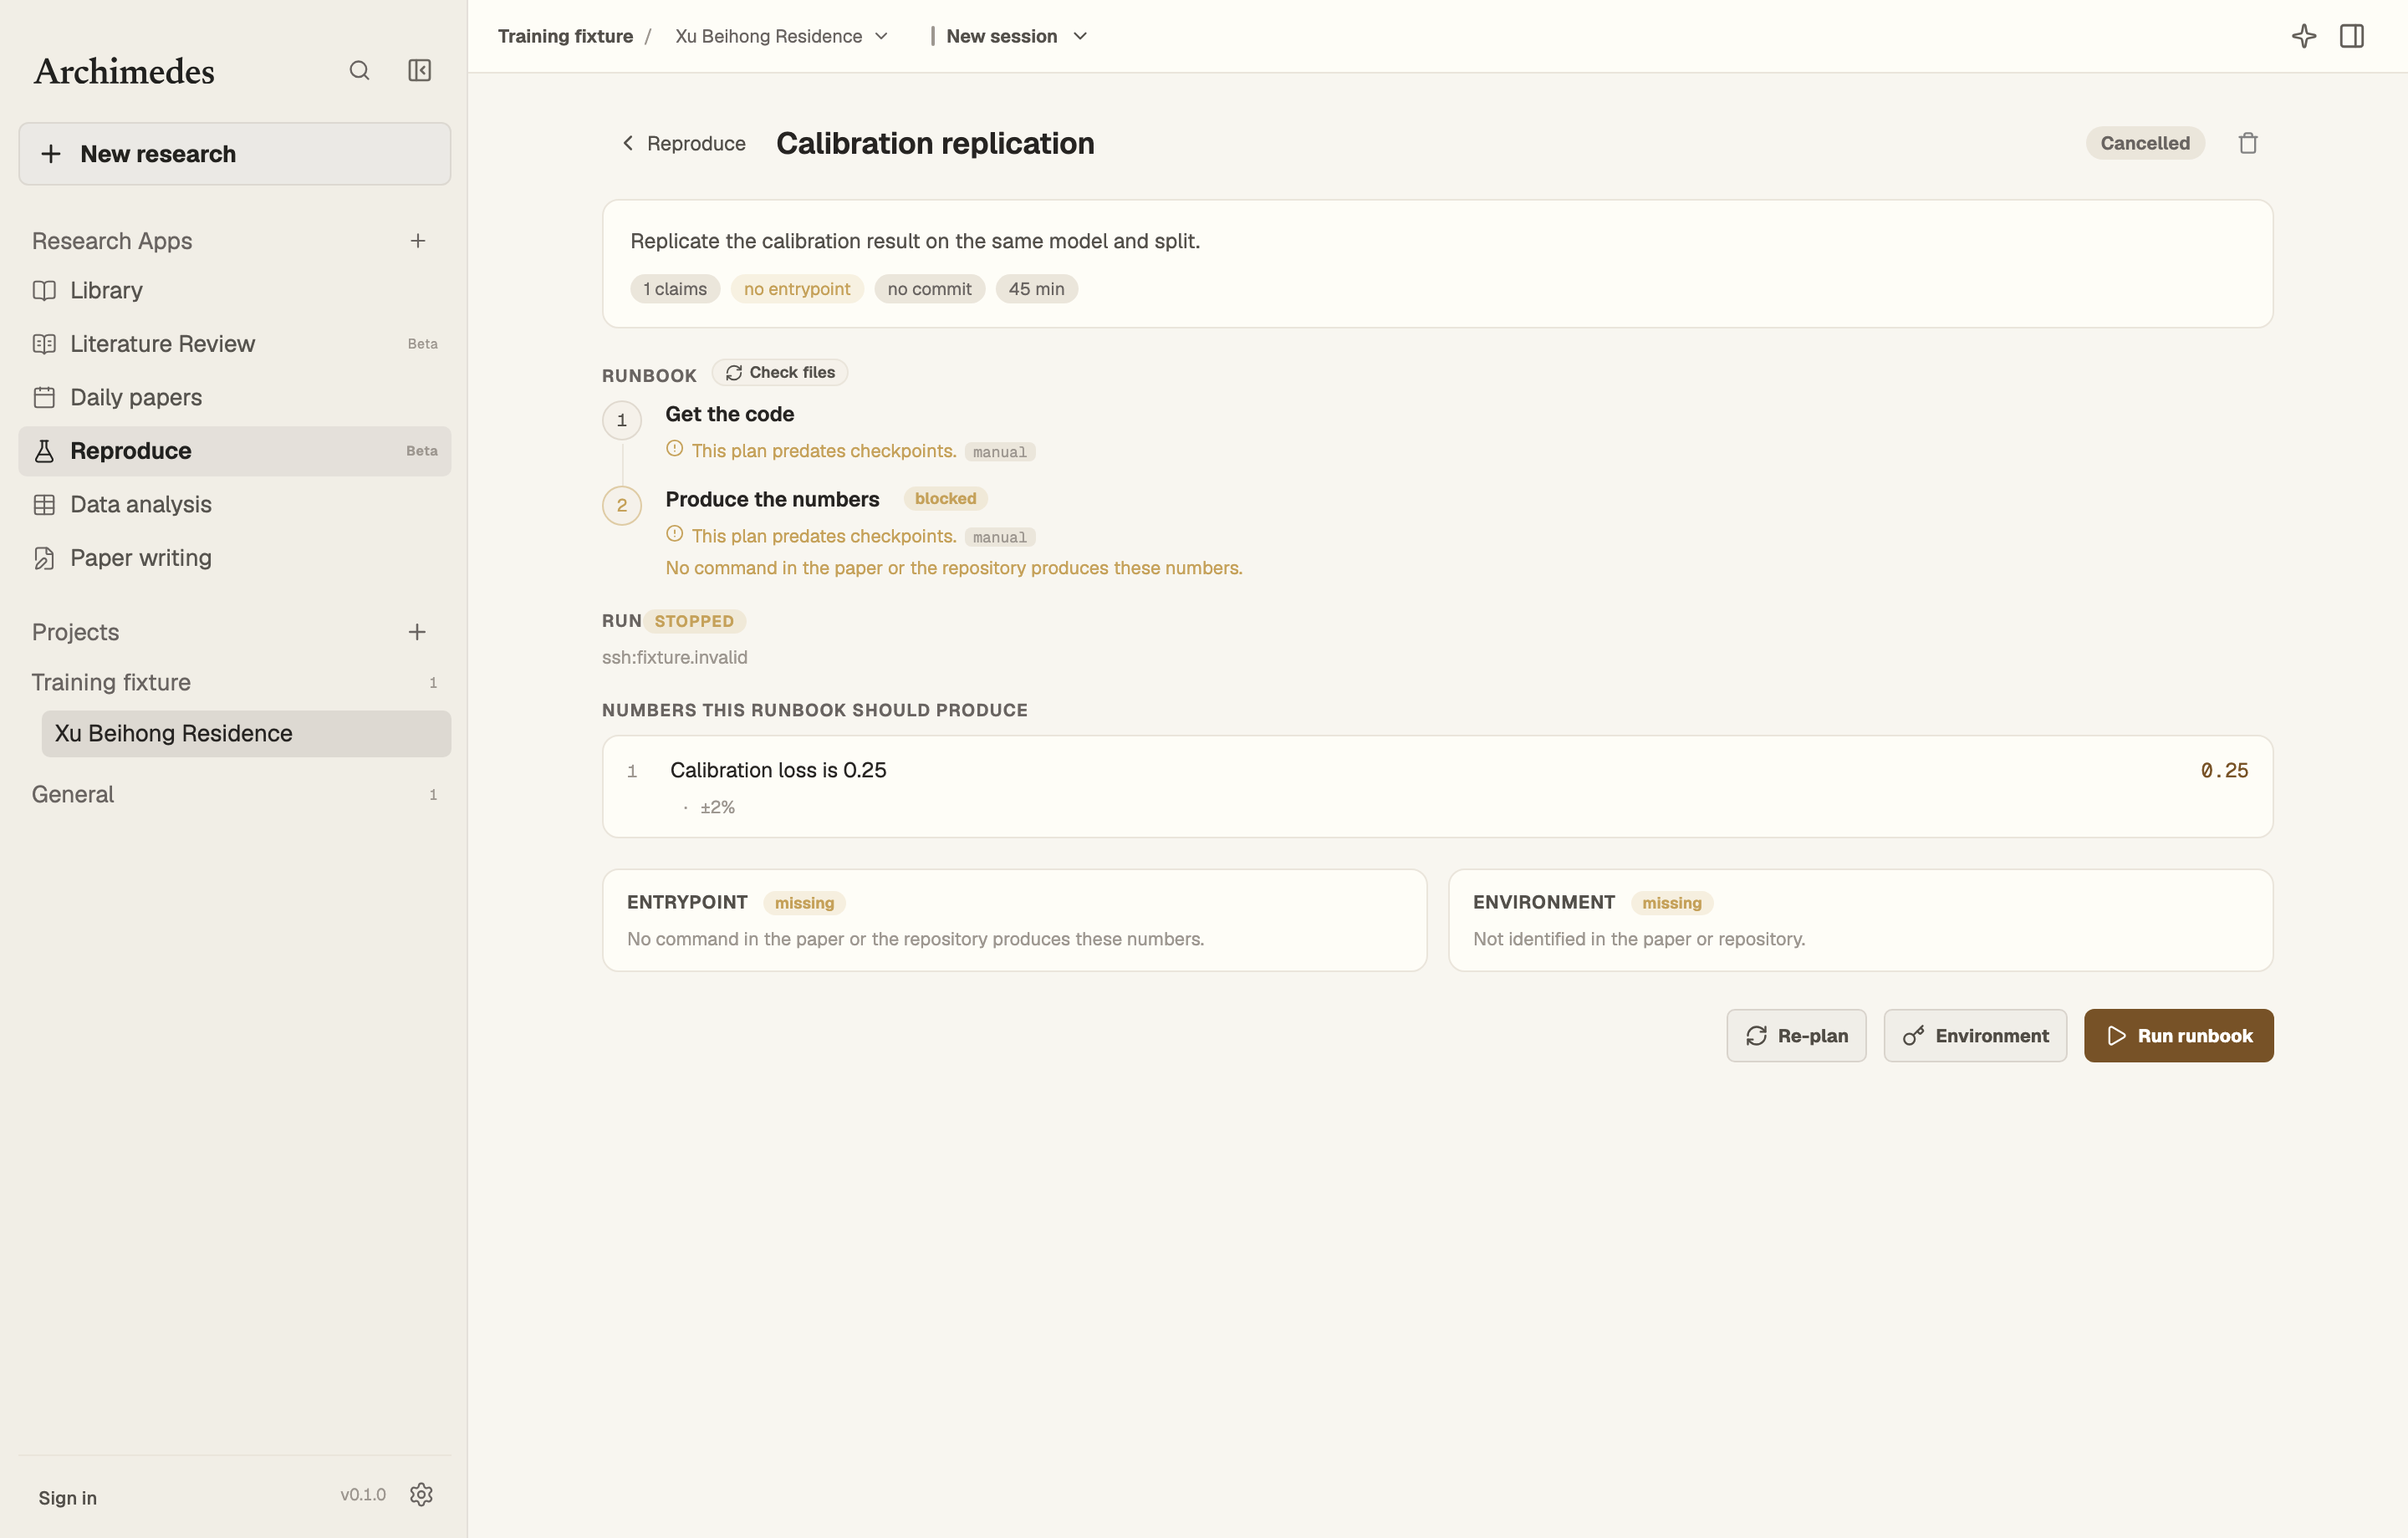 Archimedes
New research
Research Apps
Library
Literature Review Beta
Daily papers
Reproduce Beta
Data analysis
Paper writing
Projects
Training fixture 1
Xu Beihong Residence
General 1
Sign in v0.1.0
Training fixture / Xu Beihong Residence New session
Reproduce Calibration replication Cancelled
Replicate the calibration result on the same model and split.
1 claims no entrypoint no commit 45 min
RUNBOOK Check files
1 Get the code
This plan predates checkpoints. manual
2 Produce the numbers blocked
This plan predates checkpoints. manual
No command in the paper or the repository produces these numbers.
RUN STOPPED
ssh:fixture.invalid
NUMBERS THIS RUNBOOK SHOULD PRODUCE
1 Calibration loss is 0.25 0.25
· ±2%
ENTRYPOINT missing
No command in the paper or the repository produces these numbers.
ENVIRONMENT missing
Not identified in the paper or repository.
Re-plan Environment Run runbook